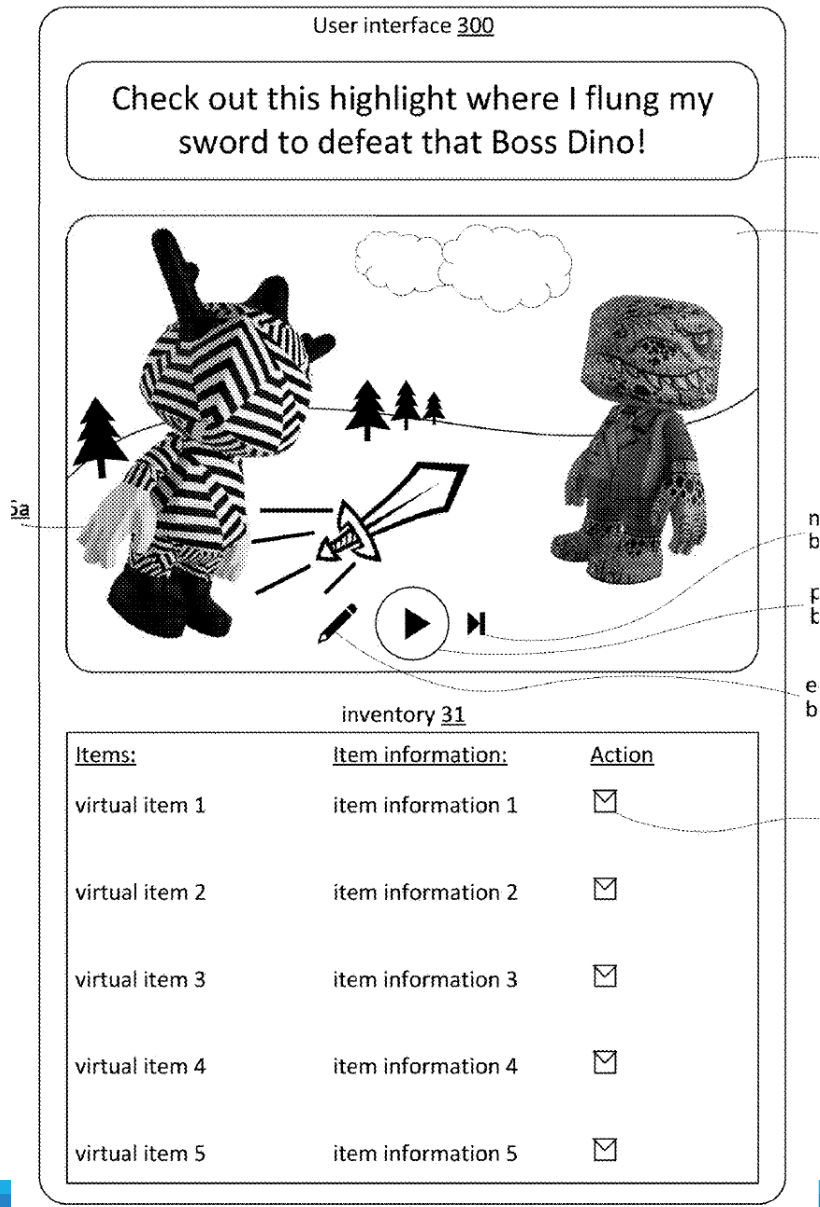 User interface 300
Check out this highlight where I flung my
sword to defeat that Boss Dino!
inventory 31
Items: Item information: Action
virtual item 1 item information 1
virtual item 2 item information 2
virtual item 3 item information 3
virtual item 4 item information 4
virtual item 5 item information 5